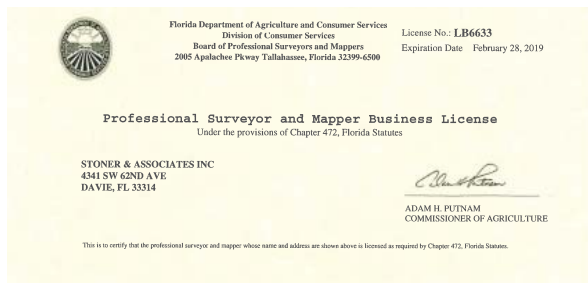 Florida Department of Agriculture and Consumer Services
Division of Consumer Services
Board of Professional Surveyors and Mappers
2005 Apalachee Pkway Tallahassee, Florida 32399-6500
License No.: LB6633
Expiration Date February 28, 2019
Professional Surveyor and Mapper Business License
Under the provisions of Chapter 472, Florida Statutes
STONER & ASSOCIATES INC
4341 SW 62ND AVE
DAVIE, FL 33314
ADAM H. PUTNAM
COMMISSIONER OF AGRICULTURE
This is to certify that the professional surveyor and mapper whose name and address are shown above is licensed as required by Chapter 472, Florida Statutes.